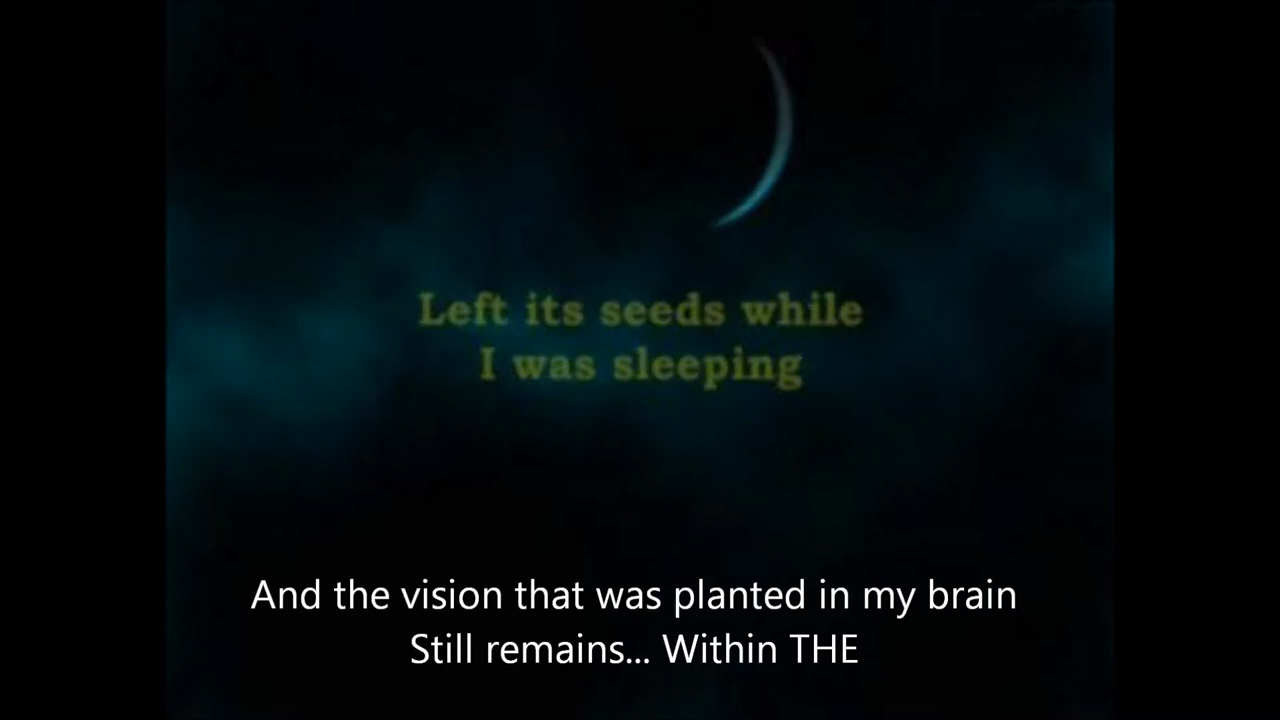 Left its seeds while
I was sleeping
And the vision that was planted in my brain
Still remains... Within THE